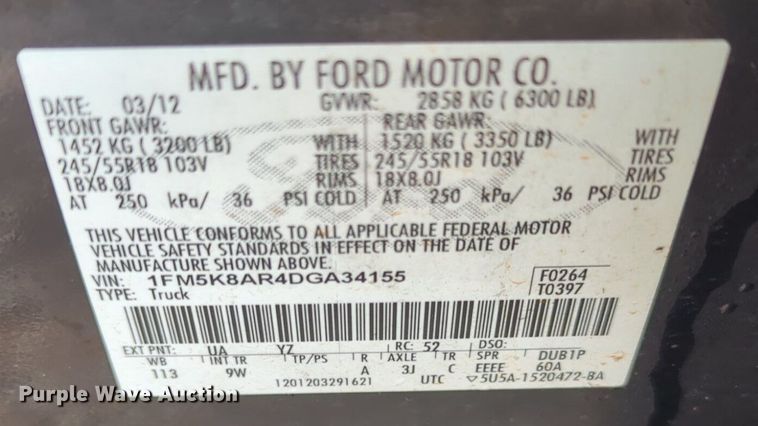 MFD. BY FORD MOTOR CO.
DATE: 03/12 GVWR: 2858 KG ( 6300 LB)
FRONT GAWR: REAR GAWR:
1452 KG ( 3200 LB) WITH 1520 KG ( 3350 LB) WITH
245/55R18 103V TIRES 245/55R18 103V TIRES
18X8.0J RIMS 18X8.0J RIMS
AT 250 kPa/ 36 PSI COLD AT 250 kPa/ 36 PSI COLD
THIS VEHICLE CONFORMS TO ALL APPLICABLE FEDERAL MOTOR
VEHICLE SAFETY STANDARDS IN EFFECT ON THE DATE OF
MANUFACTURE SHOWN ABOVE.
VIN: 1FM5K8AR4DGA34155 F0264
TYPE: Truck T0397
EXT PNT: UA YZ RC: 52 DSO:
WB INT TR TP/PS R AXLE TR SPR DUB1P
113 9W A 3J C EEEE 60A
1201203291621 UTC ▽5U5A-1520472-BA
Ford
Purple Wave Auction